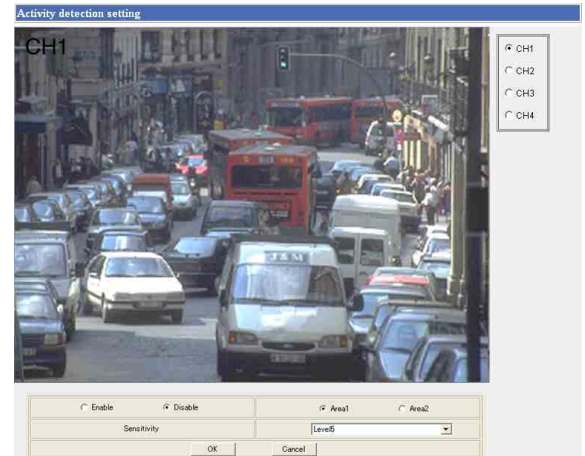 Activity detection setting
CH1
CH1
CH2
CH3
CH4
J&M
Enable Disable Area1 Area2
Sensitivity Level5
OK Cancel